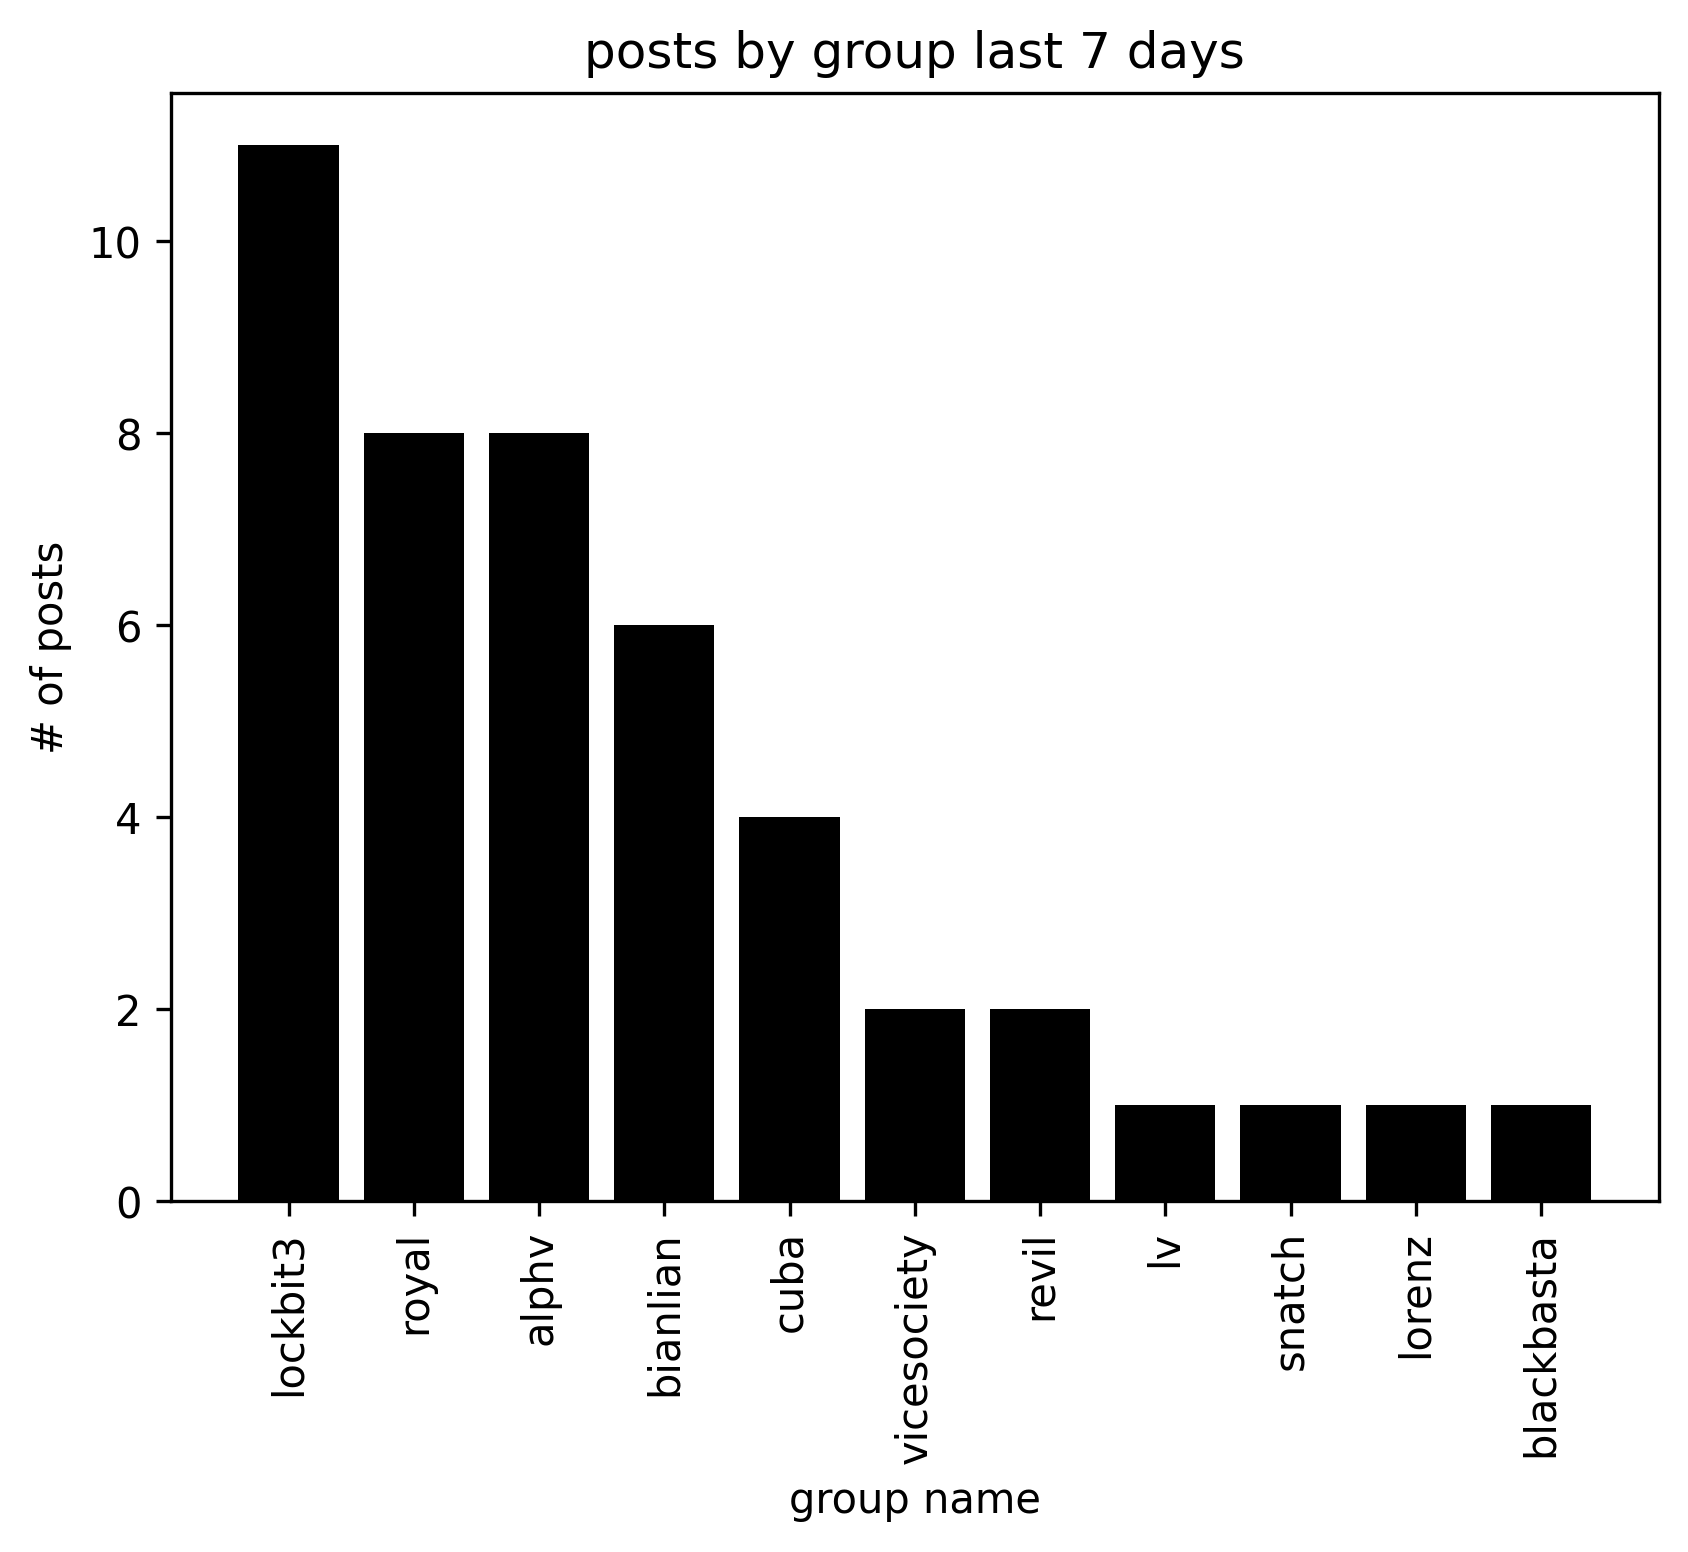 posts by group last 7 days
# of posts
10
8
6
4
2
0
lockbit3
royal
alphv
bianlian
cuba
vicesociety
revil
lv
snatch
lorenz
blackbasta
group name